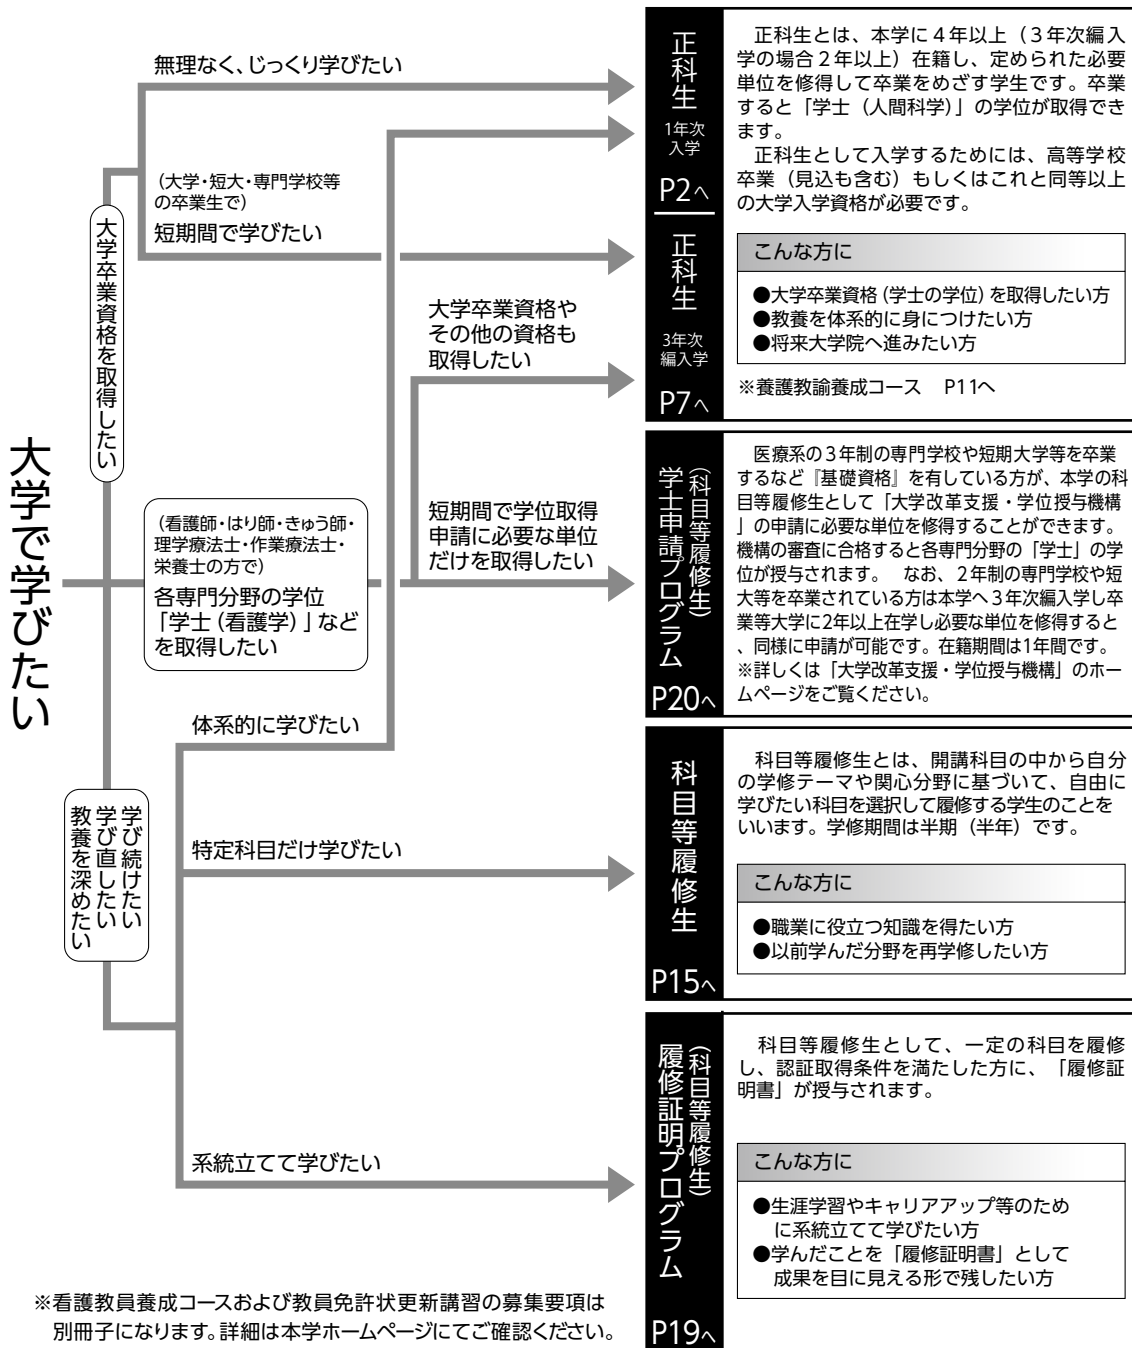 大学で学びたい
大学卒業資格を取得したい
無理なく、じっくり学びたい
（大学・短大・専門学校等
の卒業生で）
短期間で学びたい
（看護師・はり師・きゅう師・
理学療法士・作業療法士・
栄養士の方で）
各専門分野の学位
「学士（看護学）」など
を取得したい
大学卒業資格や
その他の資格も
取得したい
短期間で学位取得
申請に必要な単位
だけを取得したい
学び続けたい
学び直したい
教養を深めたい
体系的に学びたい
特定科目だけ学びたい
系統立てて学びたい
正科生
1年次
入学
P2へ
正科生
3年次
編入学
P7へ
正科生とは、本学に４年以上（３年次編入
学の場合２年以上）在籍し、定められた必要
単位を修得して卒業をめざす学生です。卒業
すると「学士（人間科学）」の学位が取得でき
ます。
正科生として入学するためには、高等学校
卒業（見込も含む）もしくはこれと同等以上
の大学入学資格が必要です。
こんな方に
●大学卒業資格（学士の学位）を取得したい方
●教養を体系的に身につけたい方
●将来大学院へ進みたい方
※養護教諭養成コース　P11へ
（科目等履修生）
学士申請プログラム
P20へ
医療系の３年制の専門学校や短期大学等を卒業
するなど『基礎資格』を有している方が、本学の科
目等履修生として「大学改革支援・学位授与機構
」の申請に必要な単位を修得することができます。
機構の審査に合格すると各専門分野の「学士」の学
位が授与されます。　なお、２年制の専門学校や短
大等を卒業されている方は本学へ３年次編入学し卒
業等大学に2年以上在学し必要な単位を修得すると
、同様に申請が可能です。在籍期間は1年間です。
※詳しくは「大学改革支援・学位授与機構」のホー
ムページをご覧ください。
科目等履修生
P15へ
科目等履修生とは、開講科目の中から自分
の学修テーマや関心分野に基づいて、自由に
学びたい科目を選択して履修する学生のことを
いいます。学修期間は半期（半年）です。
こんな方に
●職業に役立つ知識を得たい方
●以前学んだ分野を再学修したい方
（科目等履修生）
履修証明プログラム
P19へ
科目等履修生として、一定の科目を履修
し、認証取得条件を満たした方に、「履修証
明書」が授与されます。
こんな方に
●生涯学習やキャリアアップ等のため
に系統立てて学びたい方
●学んだことを「履修証明書」として
成果を目に見える形で残したい方
※看護教員養成コースおよび教員免許状更新講習の募集要項は
別冊子になります。詳細は本学ホームページにてご確認ください。